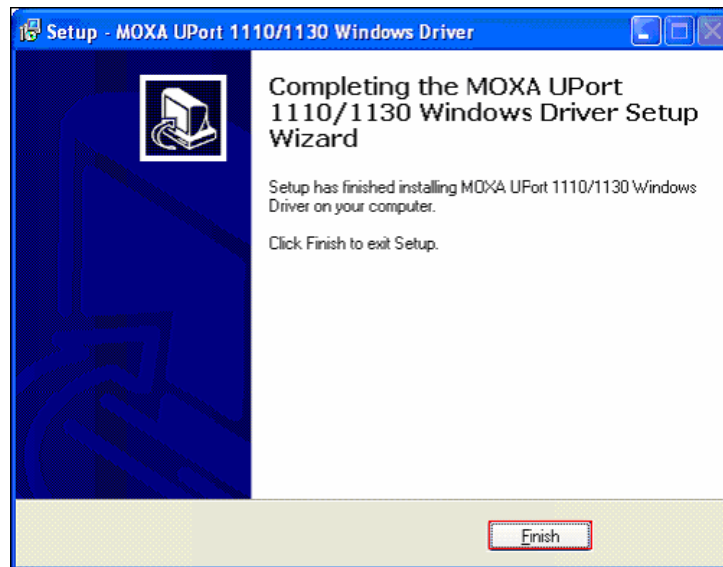 Setup - MOXA UPort 1110/1130 Windows Driver
Completing the MOXA UPort
1110/1130 Windows Driver Setup
Wizard
Setup has finished installing MOXA UFort 1110/1130 Windows
Driver on your computer.
Click Finish to exit Setup.
Finish